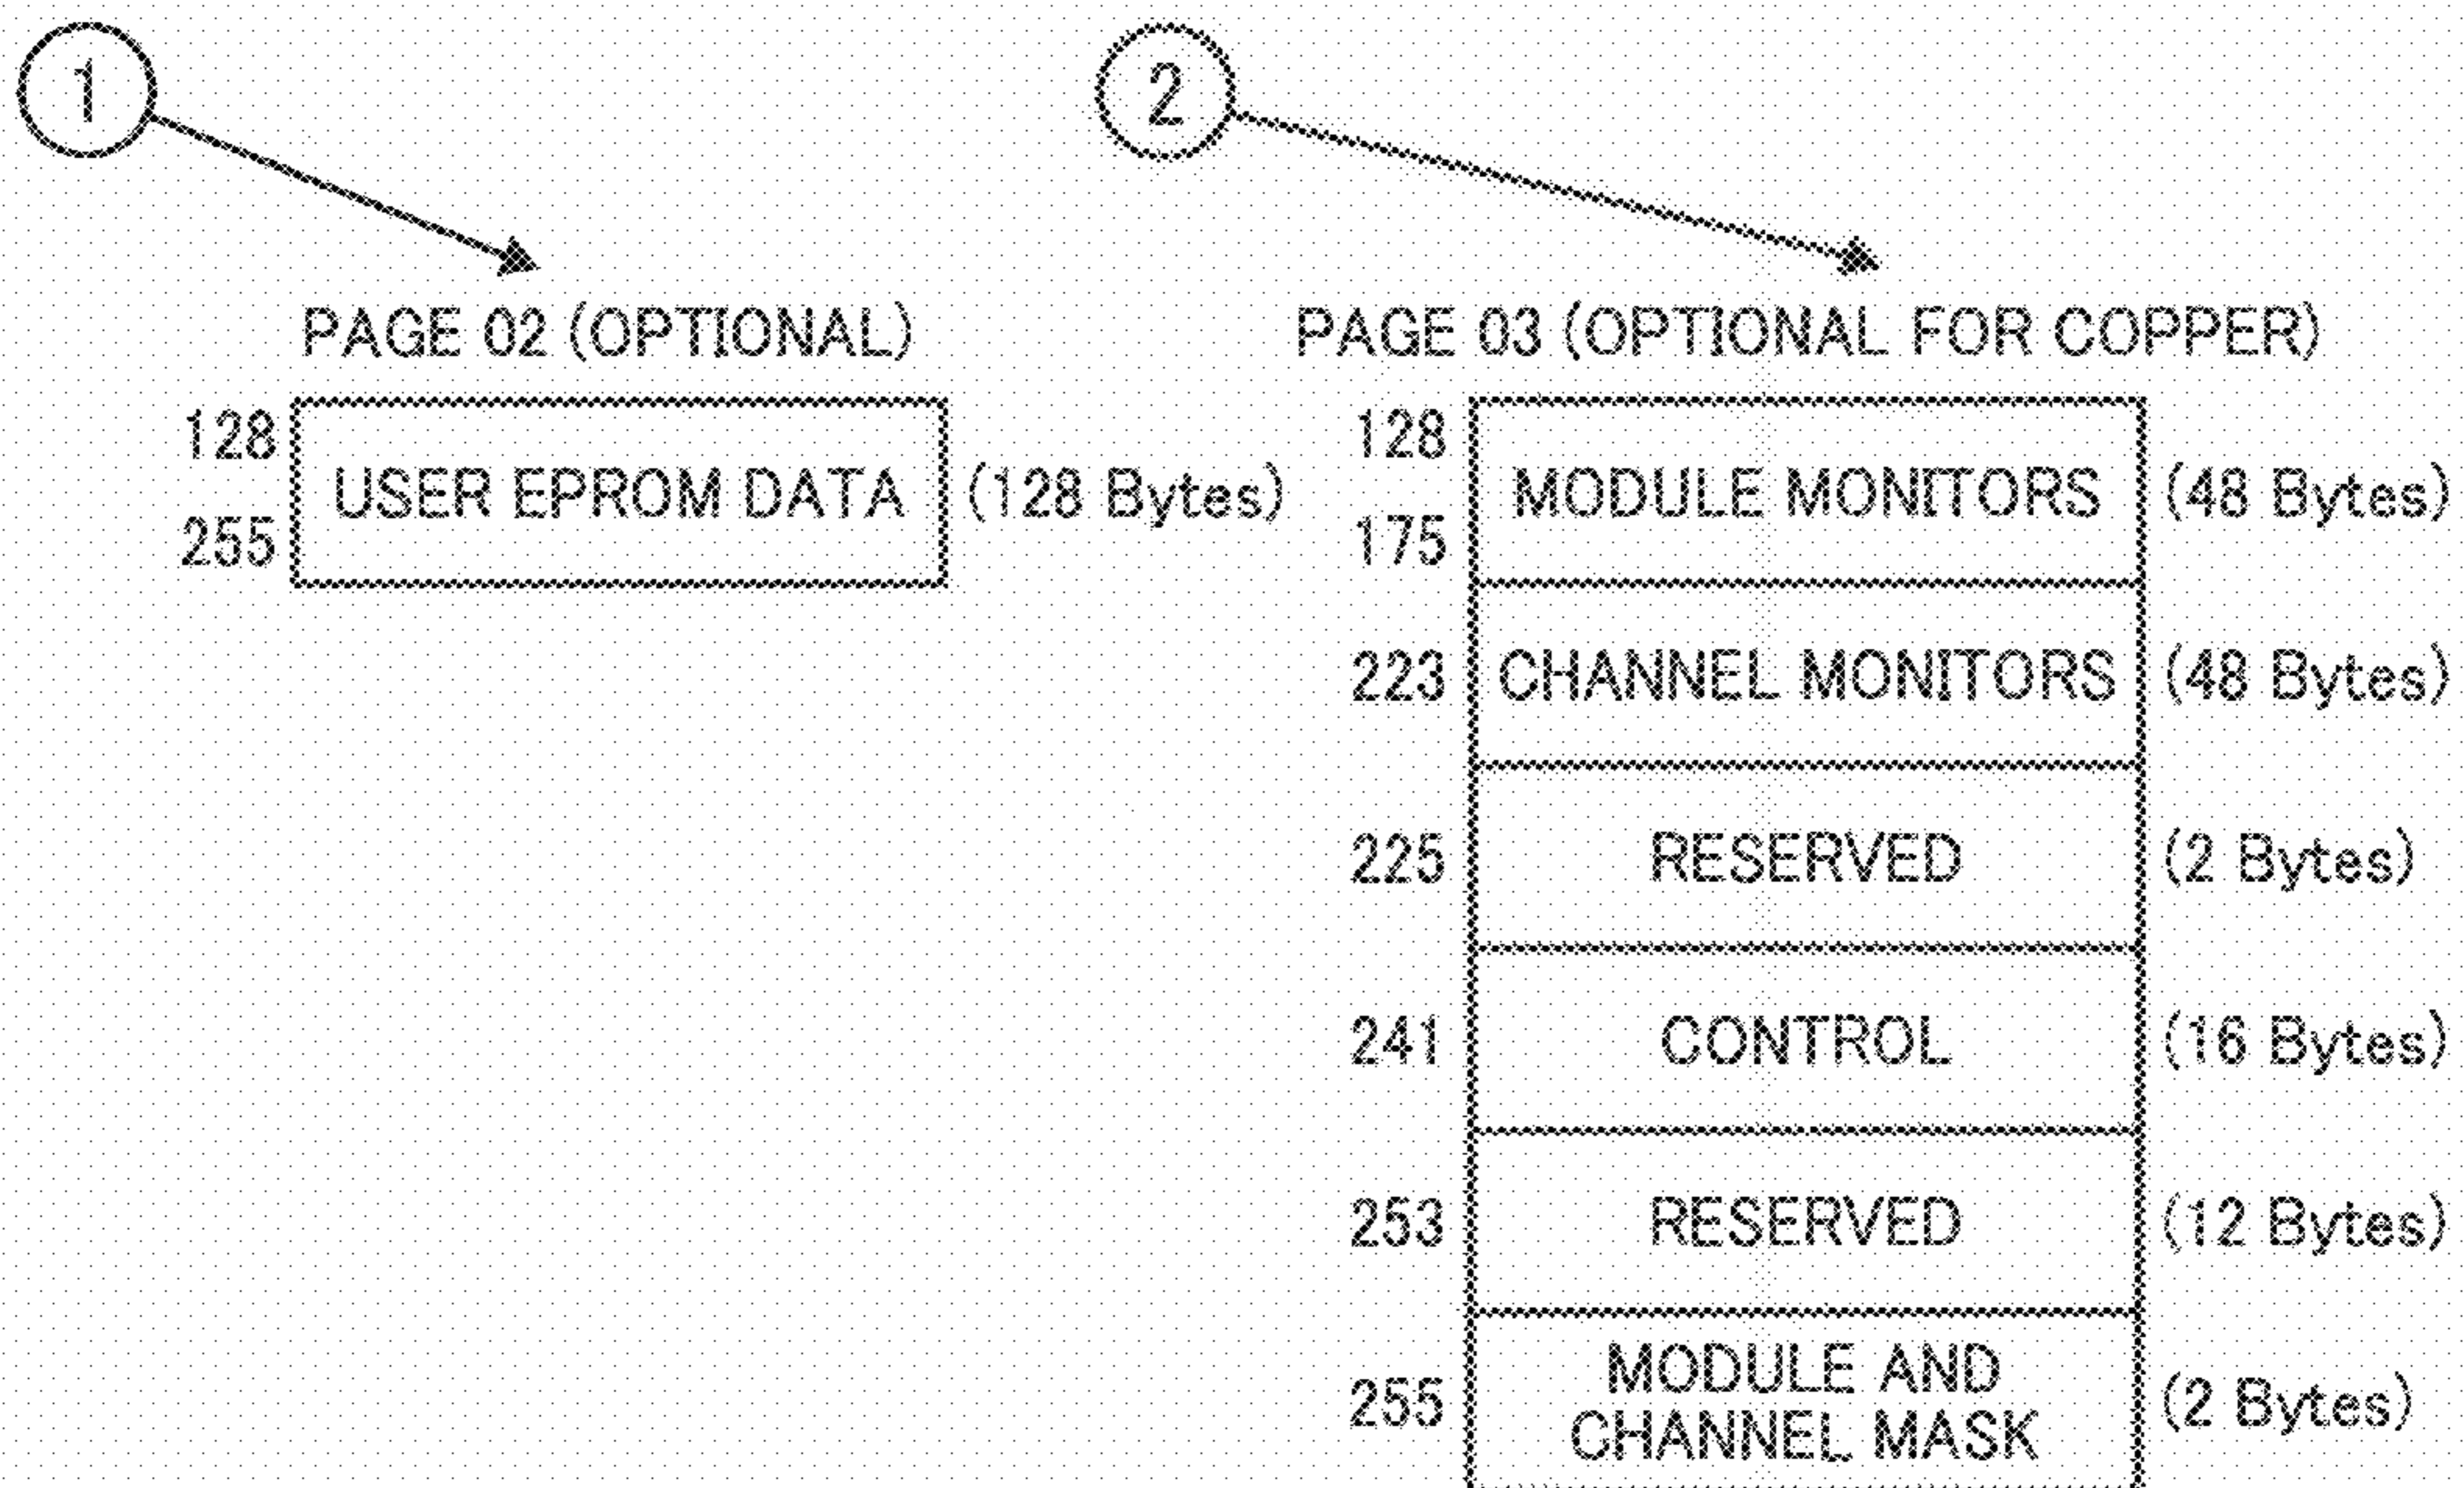 1
2
PAGE 02 (OPTIONAL)
128
255
USER EPROM DATA
(128 Bytes)
PAGE 03 (OPTIONAL FOR COPPER)
128
175
MODULE MONITORS
(48 Bytes)
223 CHANNEL MONITORS (48 Bytes)
225 RESERVED (2 Bytes)
241 CONTROL (16 Bytes)
253 RESERVED (12 Bytes)
255
MODULE AND
CHANNEL MASK
(2 Bytes)